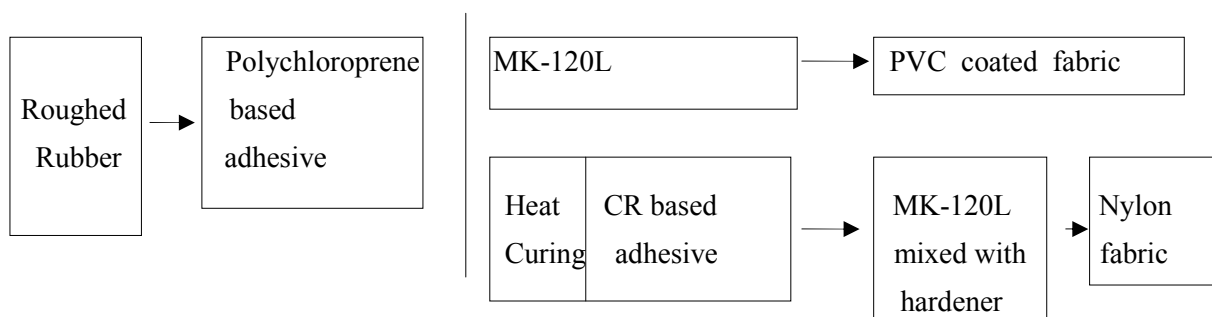 Roughed
Rubber
Polychloroprene
based
adhesive
MK-120L
PVC coated fabric
Heat
Curing
CR based
adhesive
MK-120L
mixed with
hardener
Nylon
fabric